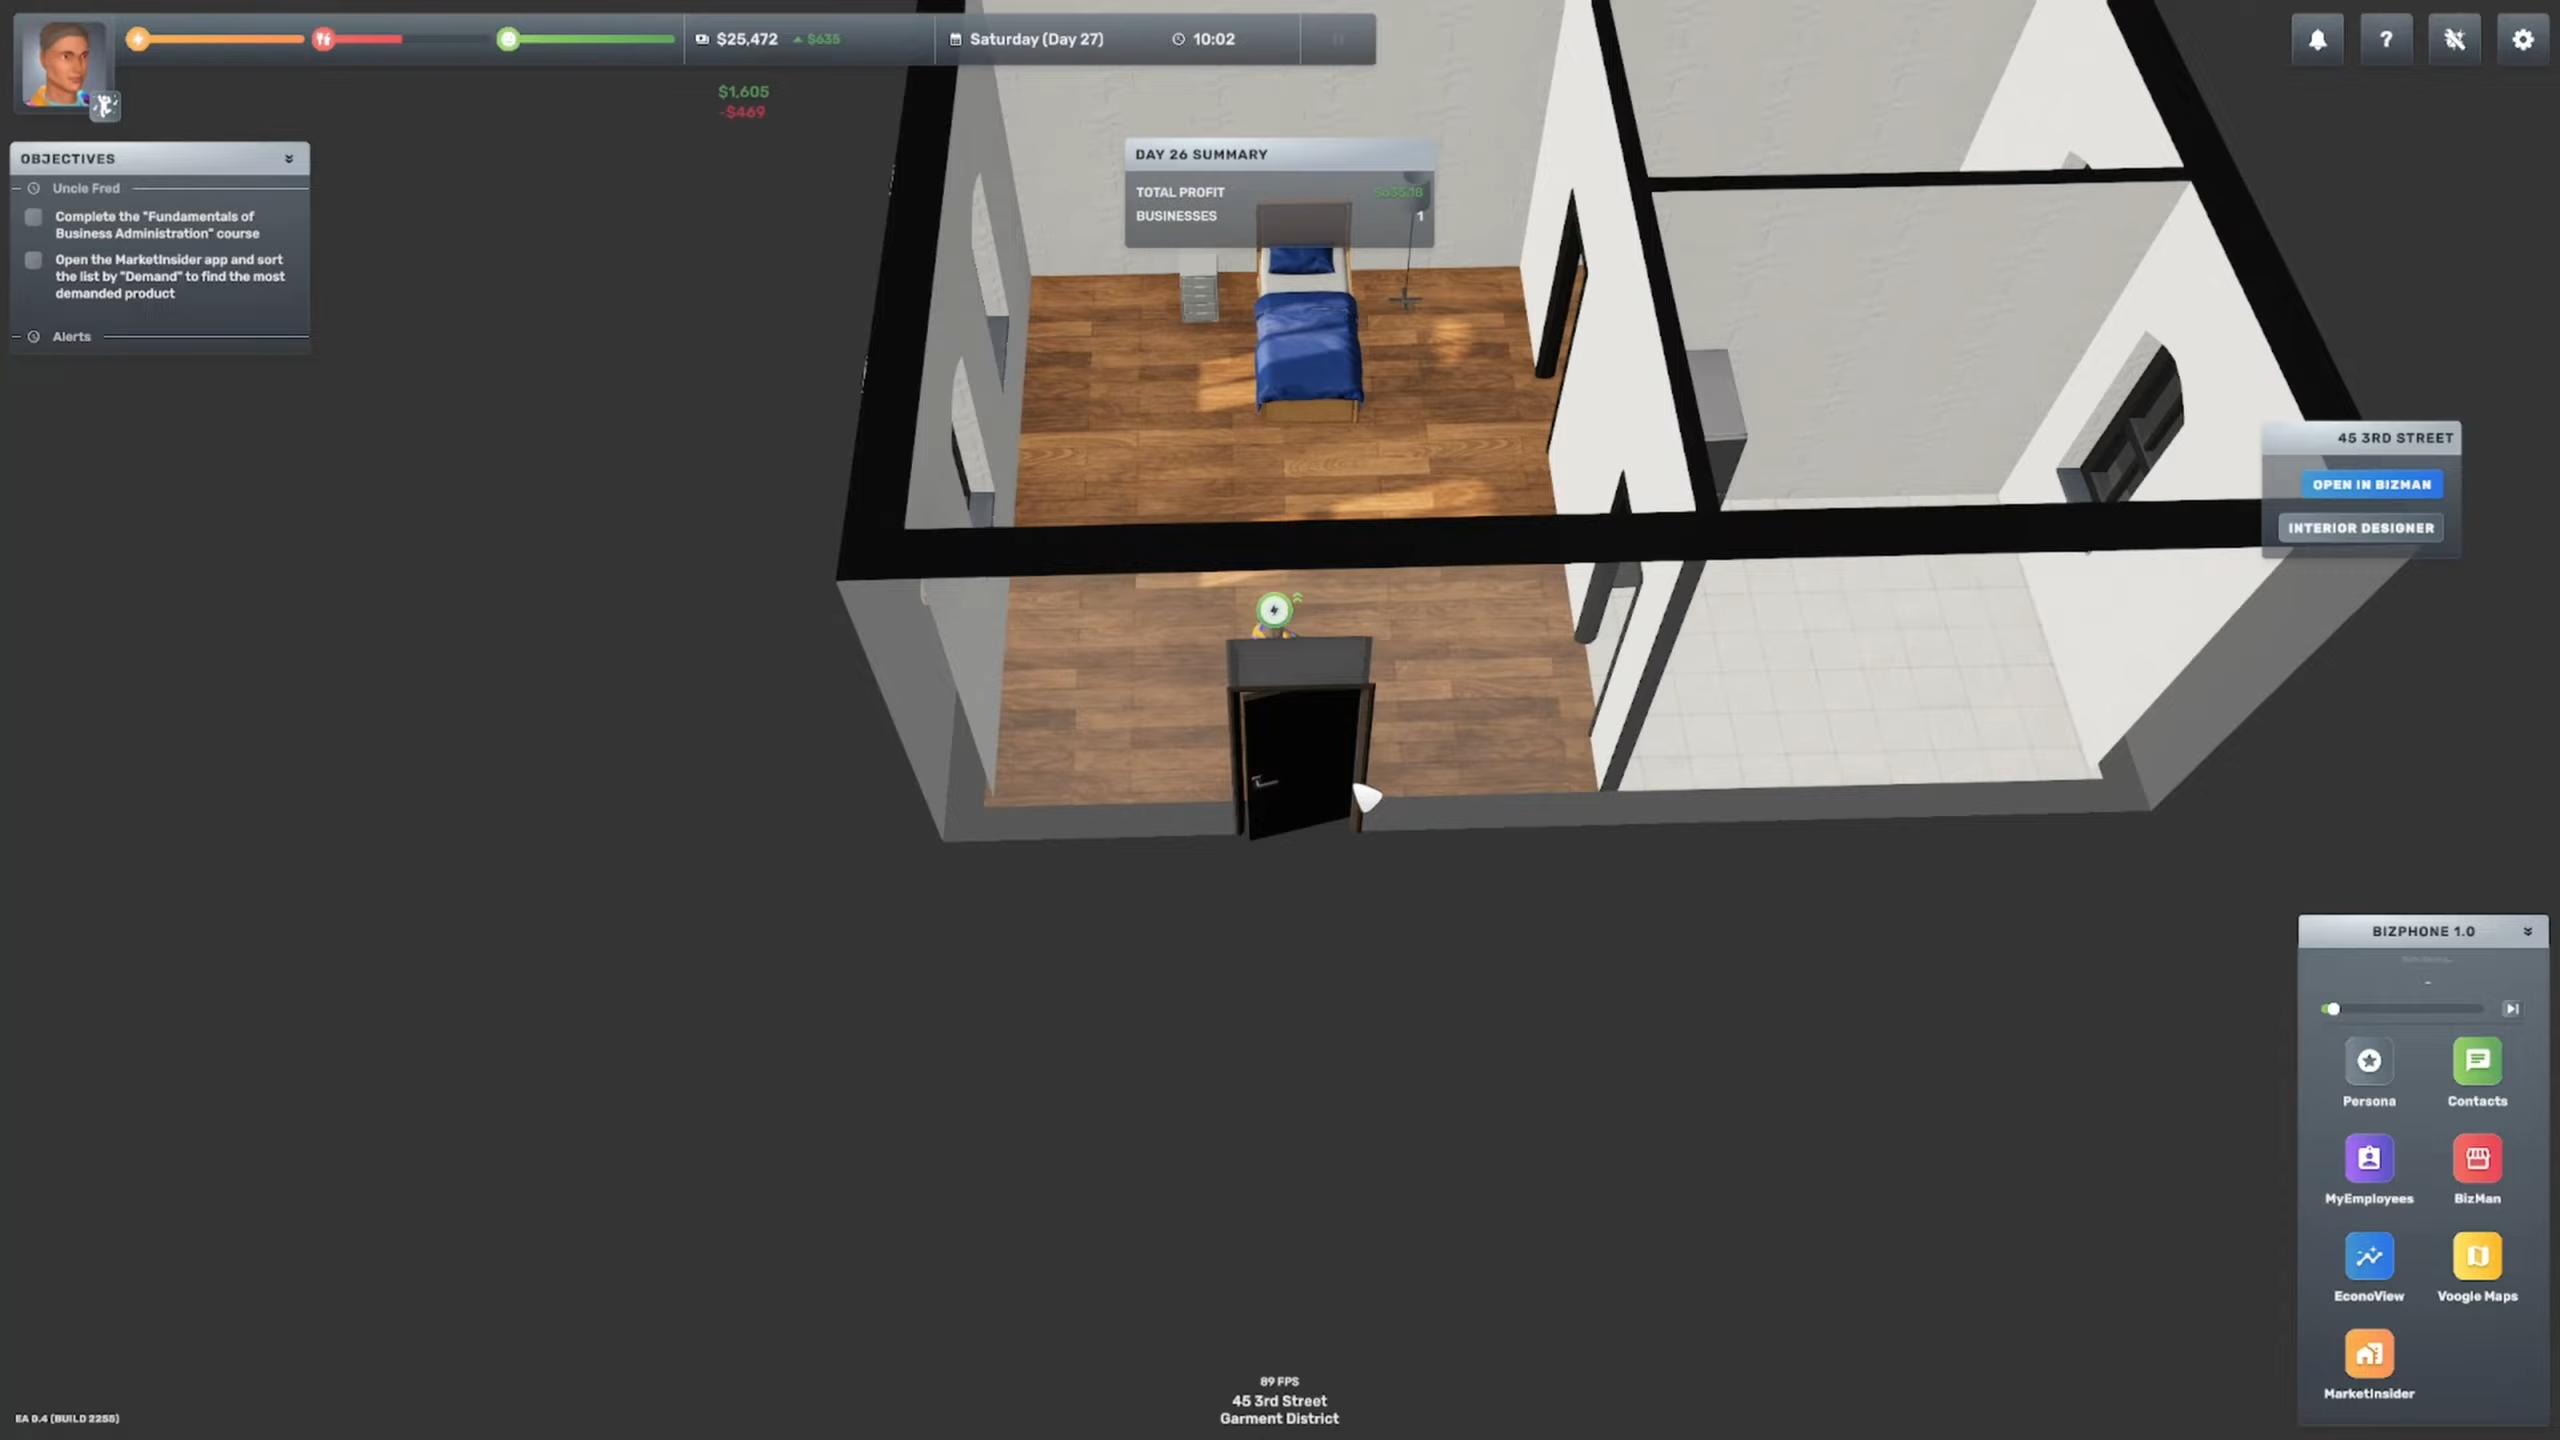 $25,472 $635
Saturday (Day 27)
10:02
$1,605
-$469
OBJECTIVES
Uncle Fred
Complete the "Fundamentals of
Business Administration" course
Open the MarketInsider app and sort
the list by "Demand" to find the most
demanded product
Alerts
DAY 26 SUMMARY
TOTAL PROFIT $635.18
BUSINESSES 1
45 3RD STREET
OPEN IN BIZMAN
INTERIOR DESIGNER
BIZPHONE 1.0
Persona Contacts
MyEmployees BizMan
EconoView Voogle Maps
MarketInsider
89 FPS
45 3rd Street
Garment District
EA 0.4 (BUILD 2255)